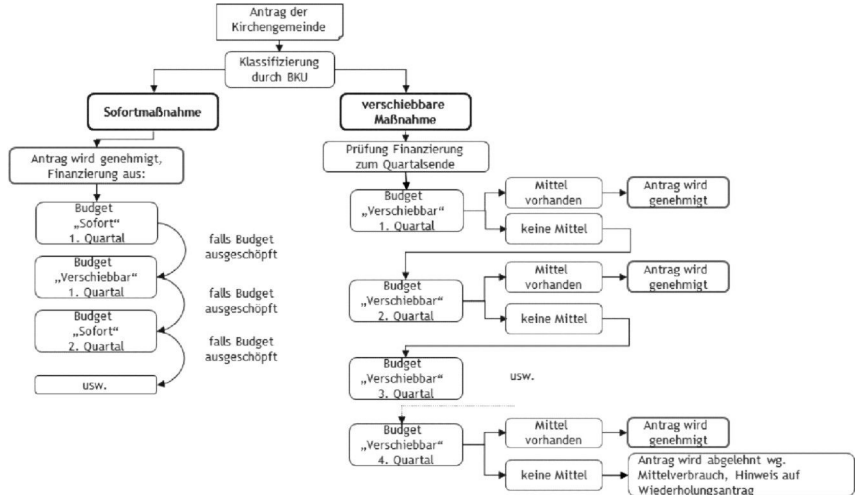 Antrag der
Kirchengemeinde
Klassifizierung
durch BKU
Sofortmaßnahme
Antrag wird genehmigt,
Finanzierung aus:
Budget
„Sofort“
1. Quartal
falls Budget
ausgeschöpft
Budget
„Verschiebbar“
1. Quartal
falls Budget
ausgeschöpft
Budget
„Sofort“
2. Quartal
falls Budget
ausgeschöpft
usw.
verschiebbare
Maßnahme
Prüfung Finanzierung
zum Quartalsende
Budget
„Verschiebbar“
1. Quartal
Mittel
vorhanden
Antrag wird
genehmigt
keine Mittel
Budget
„Verschiebbar“
2. Quartal
Mittel
vorhanden
Antrag wird
genehmigt
keine Mittel
Budget
„Verschiebbar“
3. Quartal
usw.
Budget
„Verschiebbar“
4. Quartal
Mittel
vorhanden
Antrag wird
genehmigt
keine Mittel
Antrag wird abgelehnt wg.
Mittelverbrauch, Hinweis auf
Wiederholungsantrag